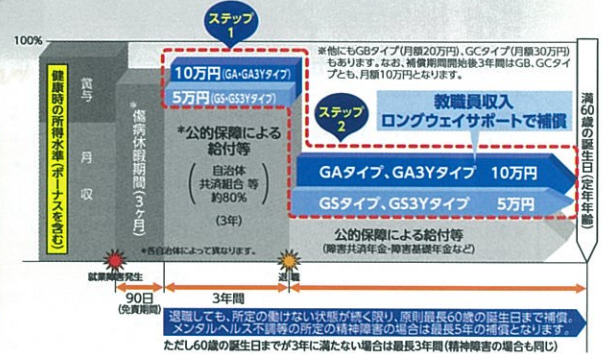 ステップ
1
100%
※他にもGBタイプ(月額20万円)、GCタイプ(月額30万円)
もあります。なお、補償期間開始後3年間はGB、GCタイ
プとも、月額10万円となります。
健康時の所得水準(ボーナスを含む)
賞与
月収
*傷病休暇期間(3ヶ月)
10万円(GA・GA3Yタイプ)
5万円(GS・GS3Yタイプ)
*公的保障による
給付等
(自治体
共済組合 等
約80%)
(3年)
*各自治体によって異なります。
ステップ
2
教職員収入
ロングウェイサポートで補償
GAタイプ、GA3Yタイプ 10万円
GSタイプ、GS3Yタイプ 5万円
公的保障による給付等
(障害共済年金・障害基礎年金など)
満60歳の誕生日(定年年齢)
就業障害発生
退職
90日
(免責期間)
3年間
退職しても、所定の働けない状態が続く限り、原則最長60歳の誕生日まで補償。
メンタルヘルス不調等の所定の精神障害の場合は最長5年の補償となります。
ただし60歳の誕生日までが3年に満たない場合は最長3年間(精神障害の場合も同じ)